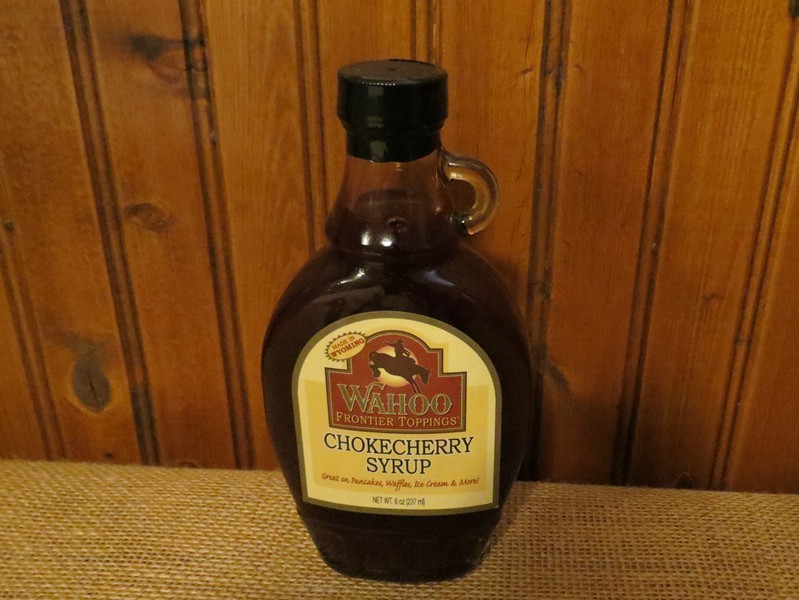 MADE IN
WYOMING
WAHOO
FRONTIER TOPPINGS
CHOKECHERRY
SYRUP
Great on Pancakes, Waffles, Ice Cream & More!
NET WT. 8 oz (237 ml)